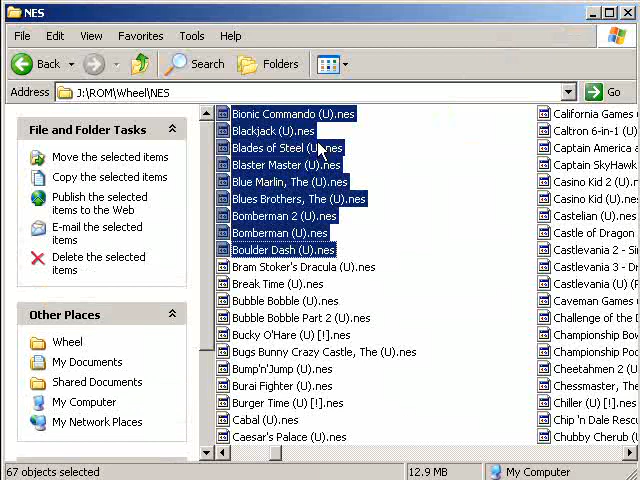 NES
File Edit View Favorites Tools Help
Back Search Folders
Address J:\ROM\Wheel\NES Go
File and Folder Tasks
Move the selected items
Copy the selected items
Publish the selected
items to the Web
E-mail the selected
items
Delete the selected
items
Other Places
Wheel
My Documents
Shared Documents
My Computer
My Network Places
Bionic Commando (U).nes
Blackjack (U).nes
Blades of Steel (U).nes
Blaster Master (U).nes
Blue Marlin, The (U).nes
Blues Brothers, The (U).nes
Bomberman 2 (U).nes
Bomberman (U).nes
Boulder Dash (U).nes
Bram Stoker's Dracula (U).nes
Break Time (U).nes
Bubble Bobble (U).nes
Bubble Bobble Part 2 (U).nes
Bucky O'Hare (U) [!].nes
Bugs Bunny Crazy Castle, The (U).nes
Bump'n'Jump (U).nes
Burai Fighter (U).nes
Burger Time (U) [!].nes
Cabal (U).nes
Caesar's Palace (U).nes
California Games (
Caltron 6-in-1 (U)
Captain America a
Captain SkyHawk
Casino Kid 2 (U).
Casino Kid (U).ne
Castelian (U).nes
Castle of Dragon
Castlevania 2 - Si
Castlevania 3 - Dr
Castlevania (U) (P
Caveman Games
Challenge of the D
Championship Bow
Championship Poo
Cheetahmen 2 (U
Chessmaster, The
Chiller (U) [!].nes
Chip 'n Dale Rescu
Chubby Cherub (U
67 objects selected 12.9 MB My Computer